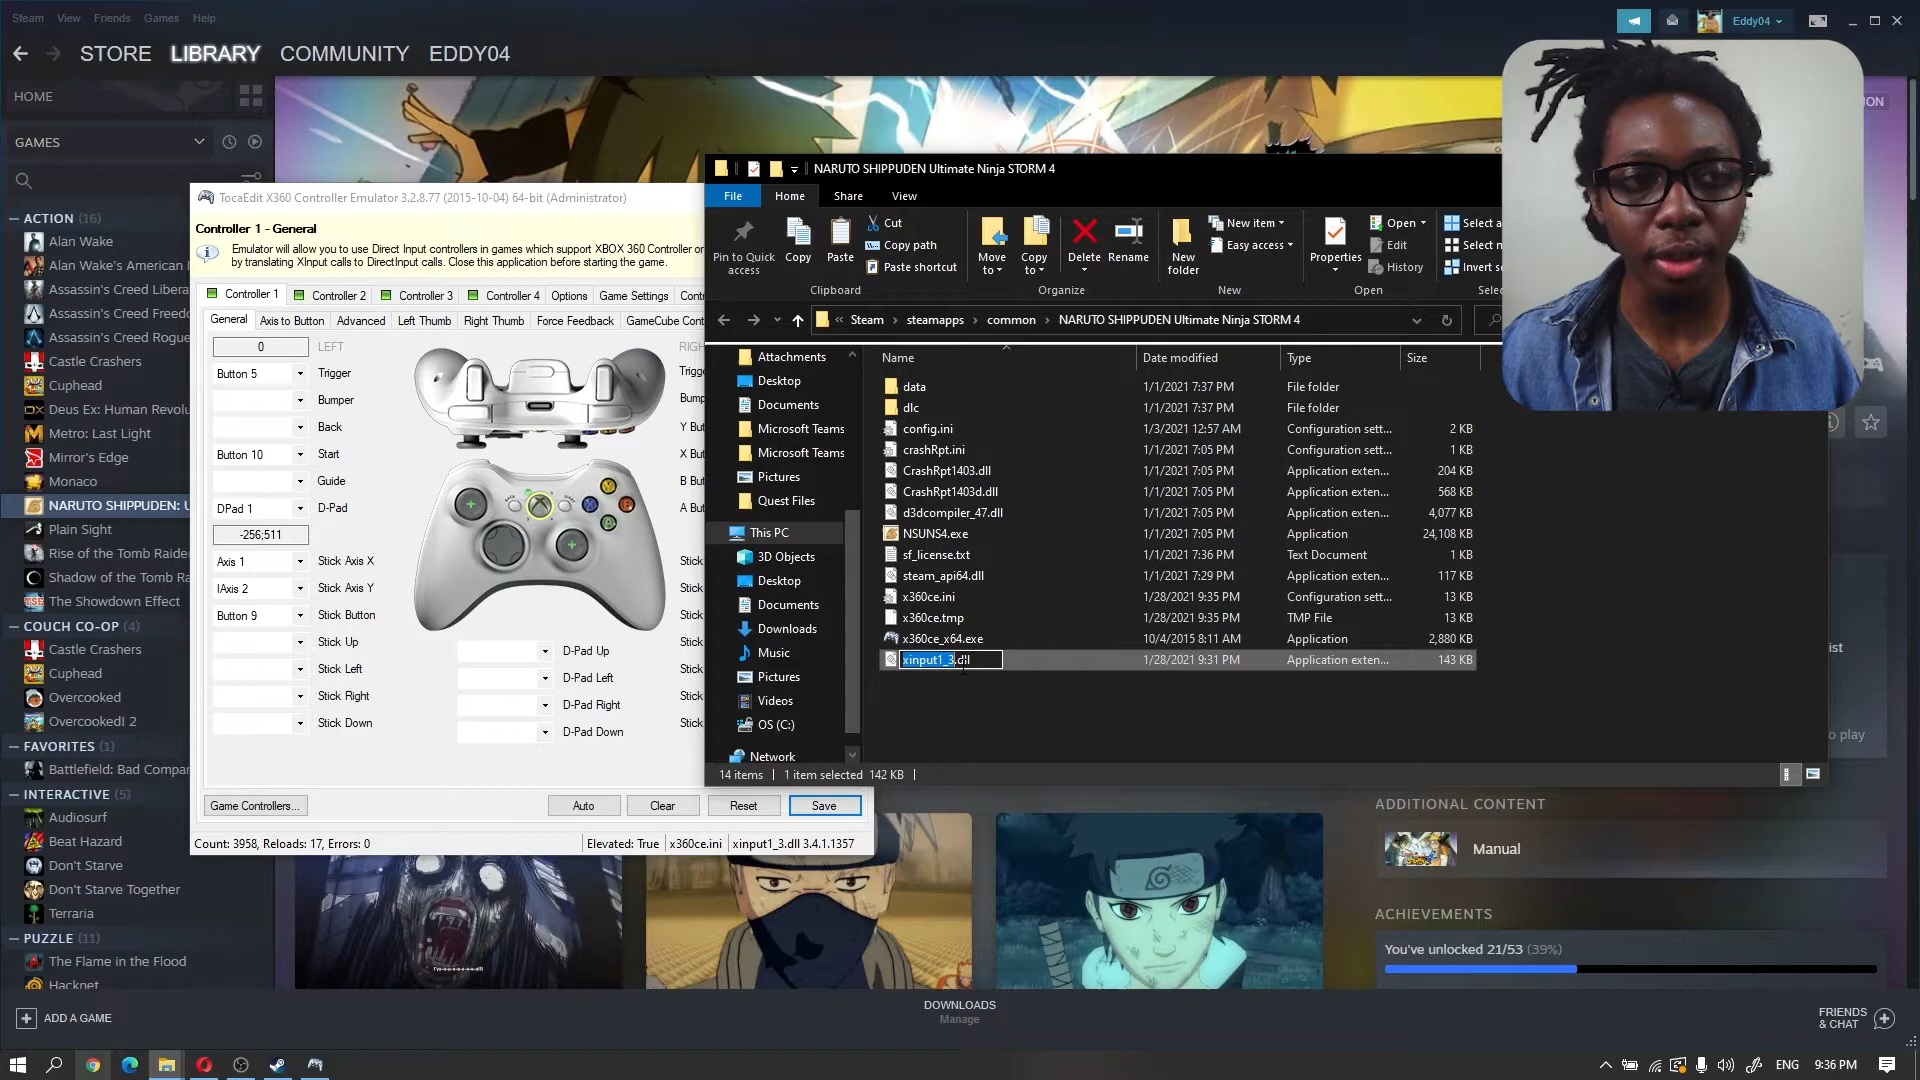 Steam View Friends Games Help
Eddy04
STORE LIBRARY COMMUNITY EDDY04
HOME
GAMES
ACTION (16)
Alan Wake
Alan Wake's American N
Assassin's Creed Libera
Assassin's Creed Freedo
Assassin's Creed Rogue
Castle Crashers
Cuphead
Deus Ex: Human Revolu
Metro: Last Light
Mirror's Edge
Monaco
NARUTO SHIPPUDEN: U
Plain Sight
Rise of the Tomb Raider
Shadow of the Tomb Ra
The Showdown Effect
COUCH CO-OP (4)
Castle Crashers
Cuphead
Overcooked
Overcooked! 2
FAVORITES (1)
Battlefield: Bad Compan
INTERACTIVE (5)
Audiosurf
Beat Hazard
Don't Starve
Don't Starve Together
Terraria
PUZZLE (11)
The Flame in the Flood
Hacknet
ADD A GAME
TocaEdit X360 Controller Emulator 3.2.8.77 (2015-10-04) 64-bit (Administrator)
Controller 1 - General
Emulator will allow you to use Direct Input controllers in games which support XBOX 360 Controller or
by translating XInput calls to DirectInput calls. Close this application before starting the game.
Controller 1 Controller 2 Controller 3 Controller 4 Options Game Settings Contr
General Axis to Button Advanced Left Thumb Right Thumb Force Feedback GameCube Cont
0 LEFT RIGH
Button 5 Trigger Trigg
Bumper Bump
Back Y But
Button 10 Start X But
Guide B But
DPad 1 D-Pad A But
-256;511
Axis 1 Stick Axis X Stick
IAxis 2 Stick Axis Y Stick
Button 9 Stick Button Stick
Stick Up D-Pad Up Stick
Stick Left D-Pad Left Stick
Stick Right D-Pad Right Stick
Stick Down D-Pad Down Stick
Game Controllers... Auto Clear Reset Save
Count: 3958, Reloads: 17, Errors: 0 Elevated: True x360ce.ini xinput1_3.dll 3.4.1.1357
NARUTO SHIPPUDEN Ultimate Ninja STORM 4
File Home Share View
Pin to Quick access Copy Paste Cut Copy path Paste shortcut
Move to Copy to Delete Rename New folder New item Easy access
Properties Open Edit History Select a Select n Invert se
Clipboard Organize New Open Selec
« Steam › steamapps › common › NARUTO SHIPPUDEN Ultimate Ninja STORM 4
Attachments
Desktop
Documents
Microsoft Teams
Microsoft Teams
Pictures
Quest Files
This PC
3D Objects
Desktop
Documents
Downloads
Music
Pictures
Videos
OS (C:)
Network
Name Date modified Type Size
data 1/1/2021 7:37 PM File folder
dlc 1/1/2021 7:37 PM File folder
config.ini 1/3/2021 12:57 AM Configuration sett... 2 KB
crashRpt.ini 1/1/2021 7:05 PM Configuration sett... 1 KB
CrashRpt1403.dll 1/1/2021 7:05 PM Application exten... 204 KB
CrashRpt1403d.dll 1/1/2021 7:05 PM Application exten... 568 KB
d3dcompiler_47.dll 1/1/2021 7:05 PM Application exten... 4,077 KB
NSUNS4.exe 1/1/2021 7:05 PM Application 24,108 KB
sf_license.txt 1/1/2021 7:36 PM Text Document 1 KB
steam_api64.dll 1/1/2021 7:29 PM Application exten... 117 KB
x360ce.ini 1/28/2021 9:35 PM Configuration sett... 13 KB
x360ce.tmp 1/28/2021 9:35 PM TMP File 13 KB
x360ce_x64.exe 10/4/2015 8:11 AM Application 2,880 KB
xinput1_3.dll 1/28/2021 9:31 PM Application exten... 143 KB
14 items 1 item selected 142 KB
ION
ist
o play
ADDITIONAL CONTENT
Manual
ACHIEVEMENTS
You've unlocked 21/53 (39%)
DOWNLOADS
Manage
FRIENDS
& CHAT
ENG 9:36 PM